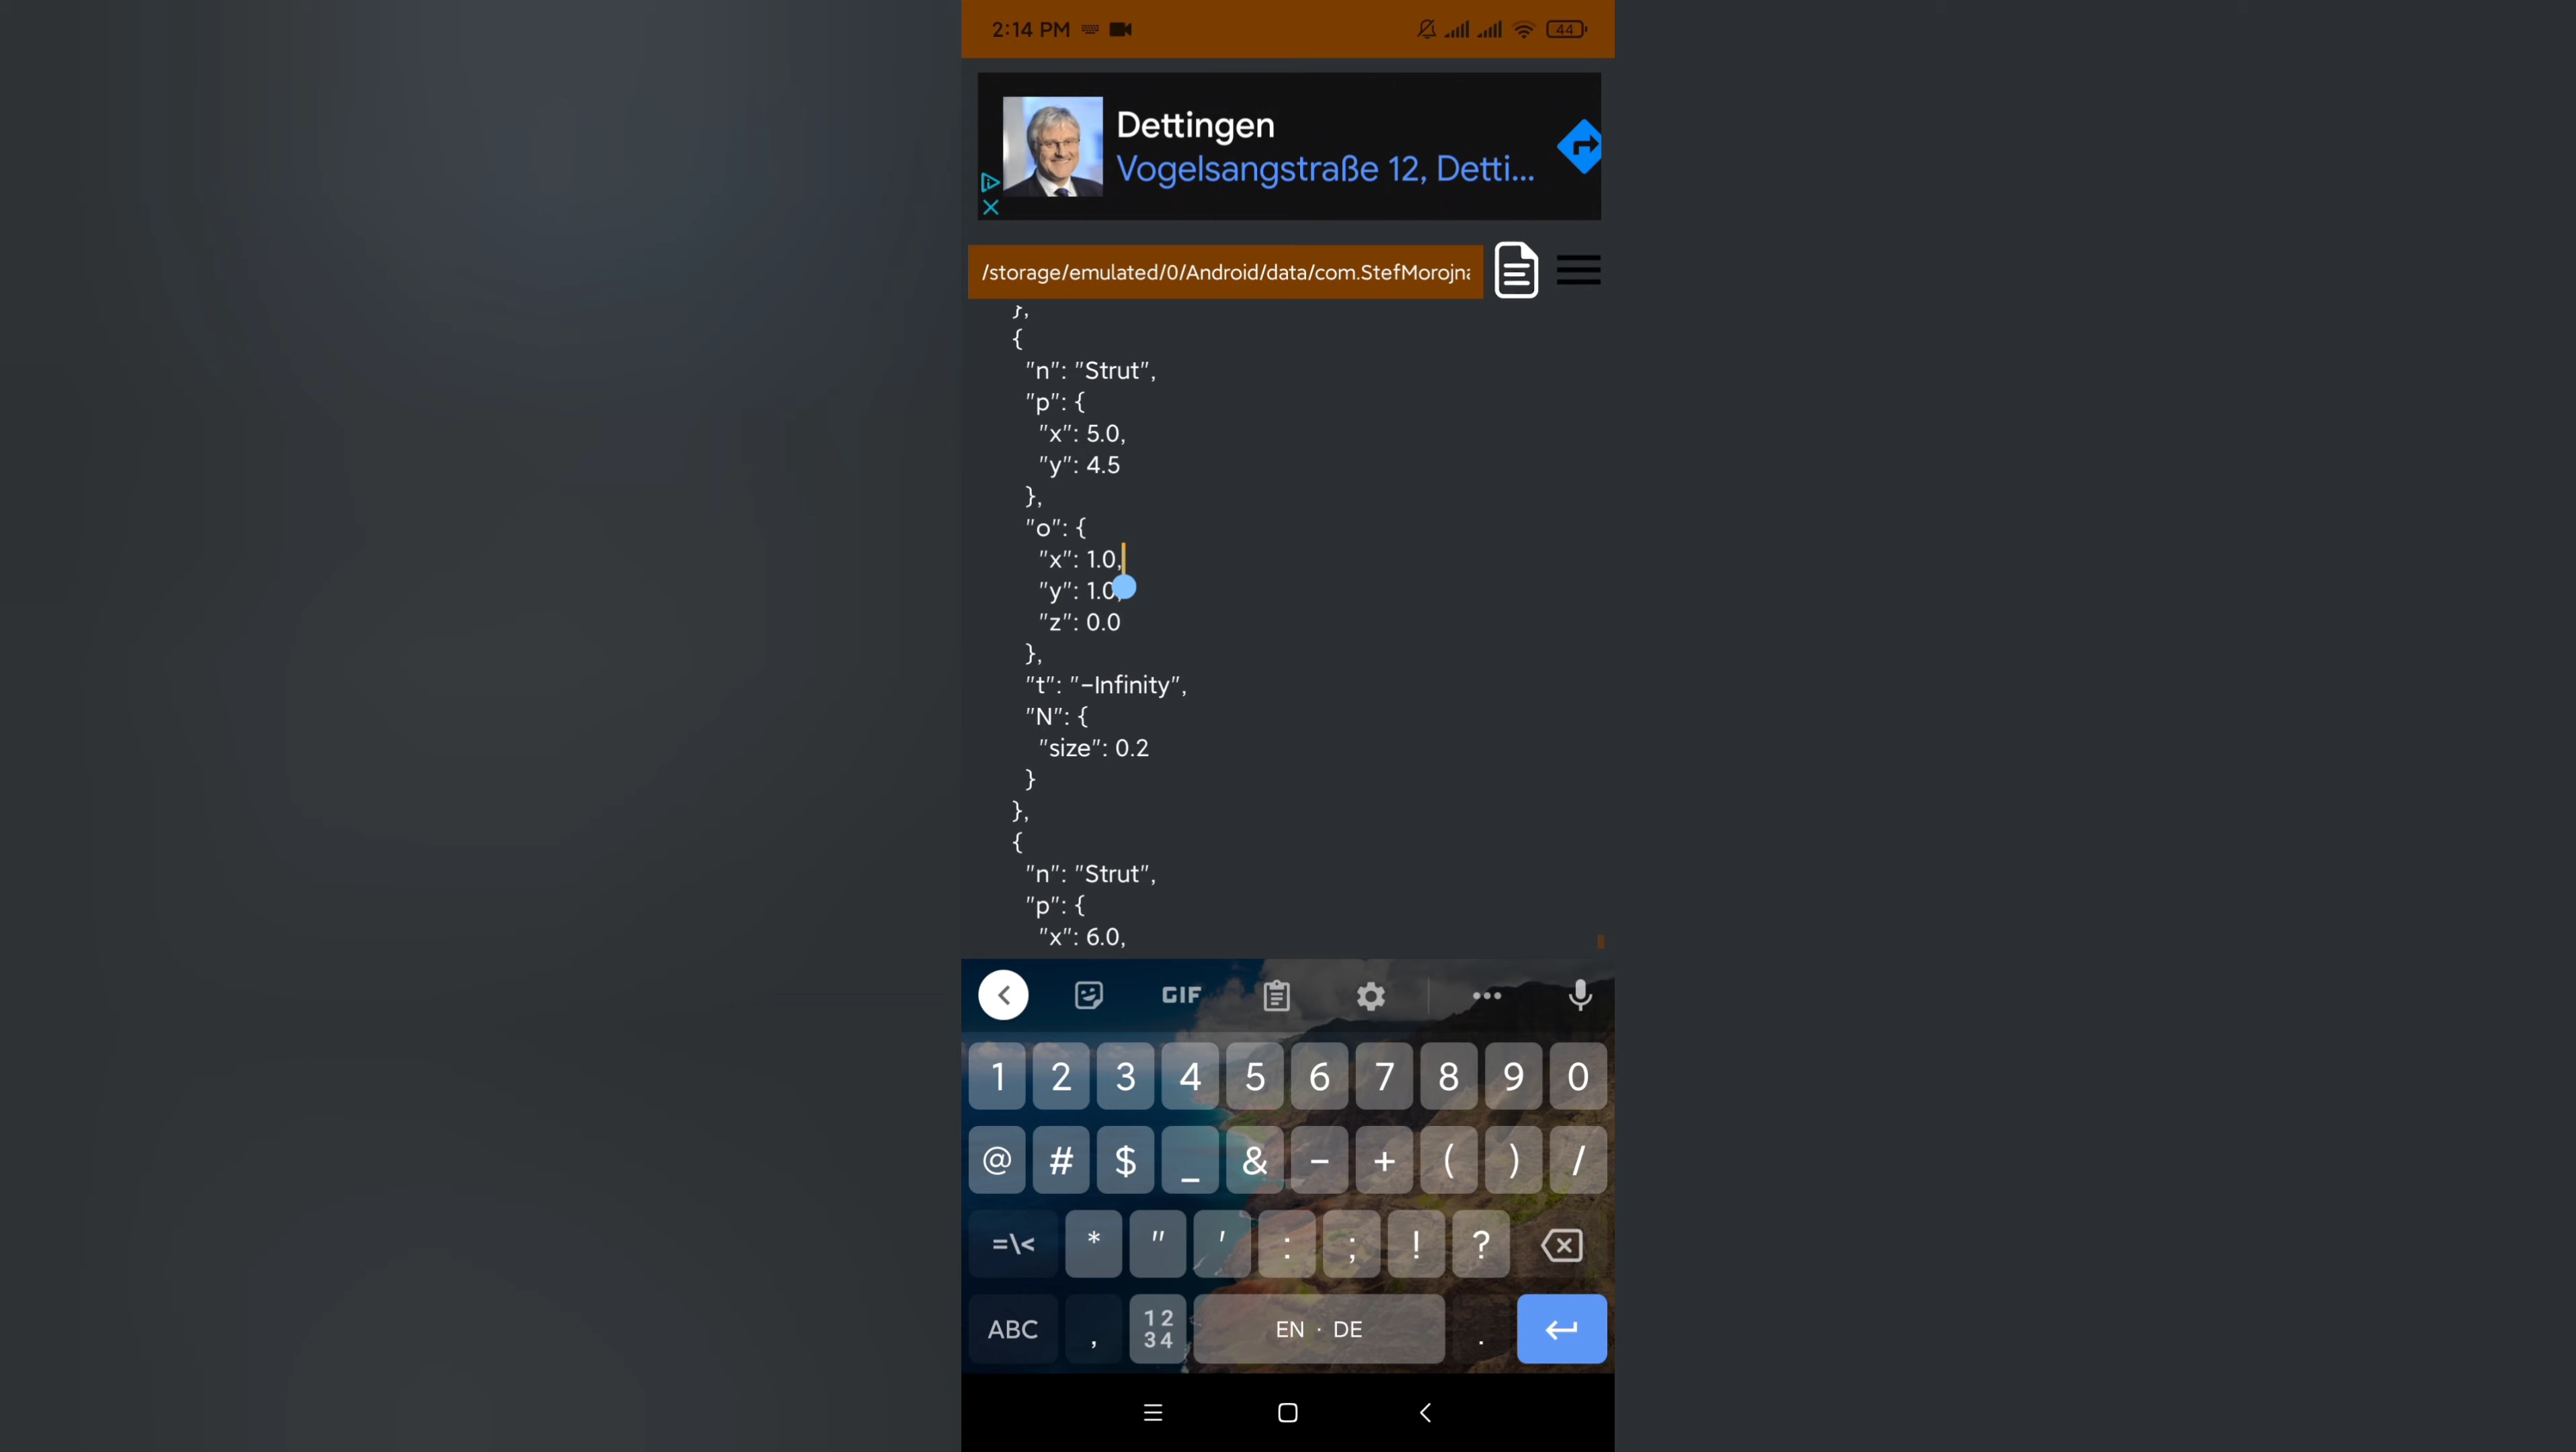 2:14 PM
44
Dettingen
Vogelsangstraße 12, Detti...
/storage/emulated/0/Android/data/com.StefMorojna
},
{
"n": "Strut",
"p": {
"x": 5.0,
"y": 4.5
},
"o": {
"x": 1.0,
"y": 1.0,
"z": 0.0
},
"t": "-Infinity",
"N": {
"size": 0.2
}
},
{
"n": "Strut",
"p": {
"x": 6.0,
GIF
1 2 3 4 5 6 7 8 9 0
@ # $ _ & - + ( ) /
=\< * " ' : ; ! ?
ABC , 12 34 EN · DE .